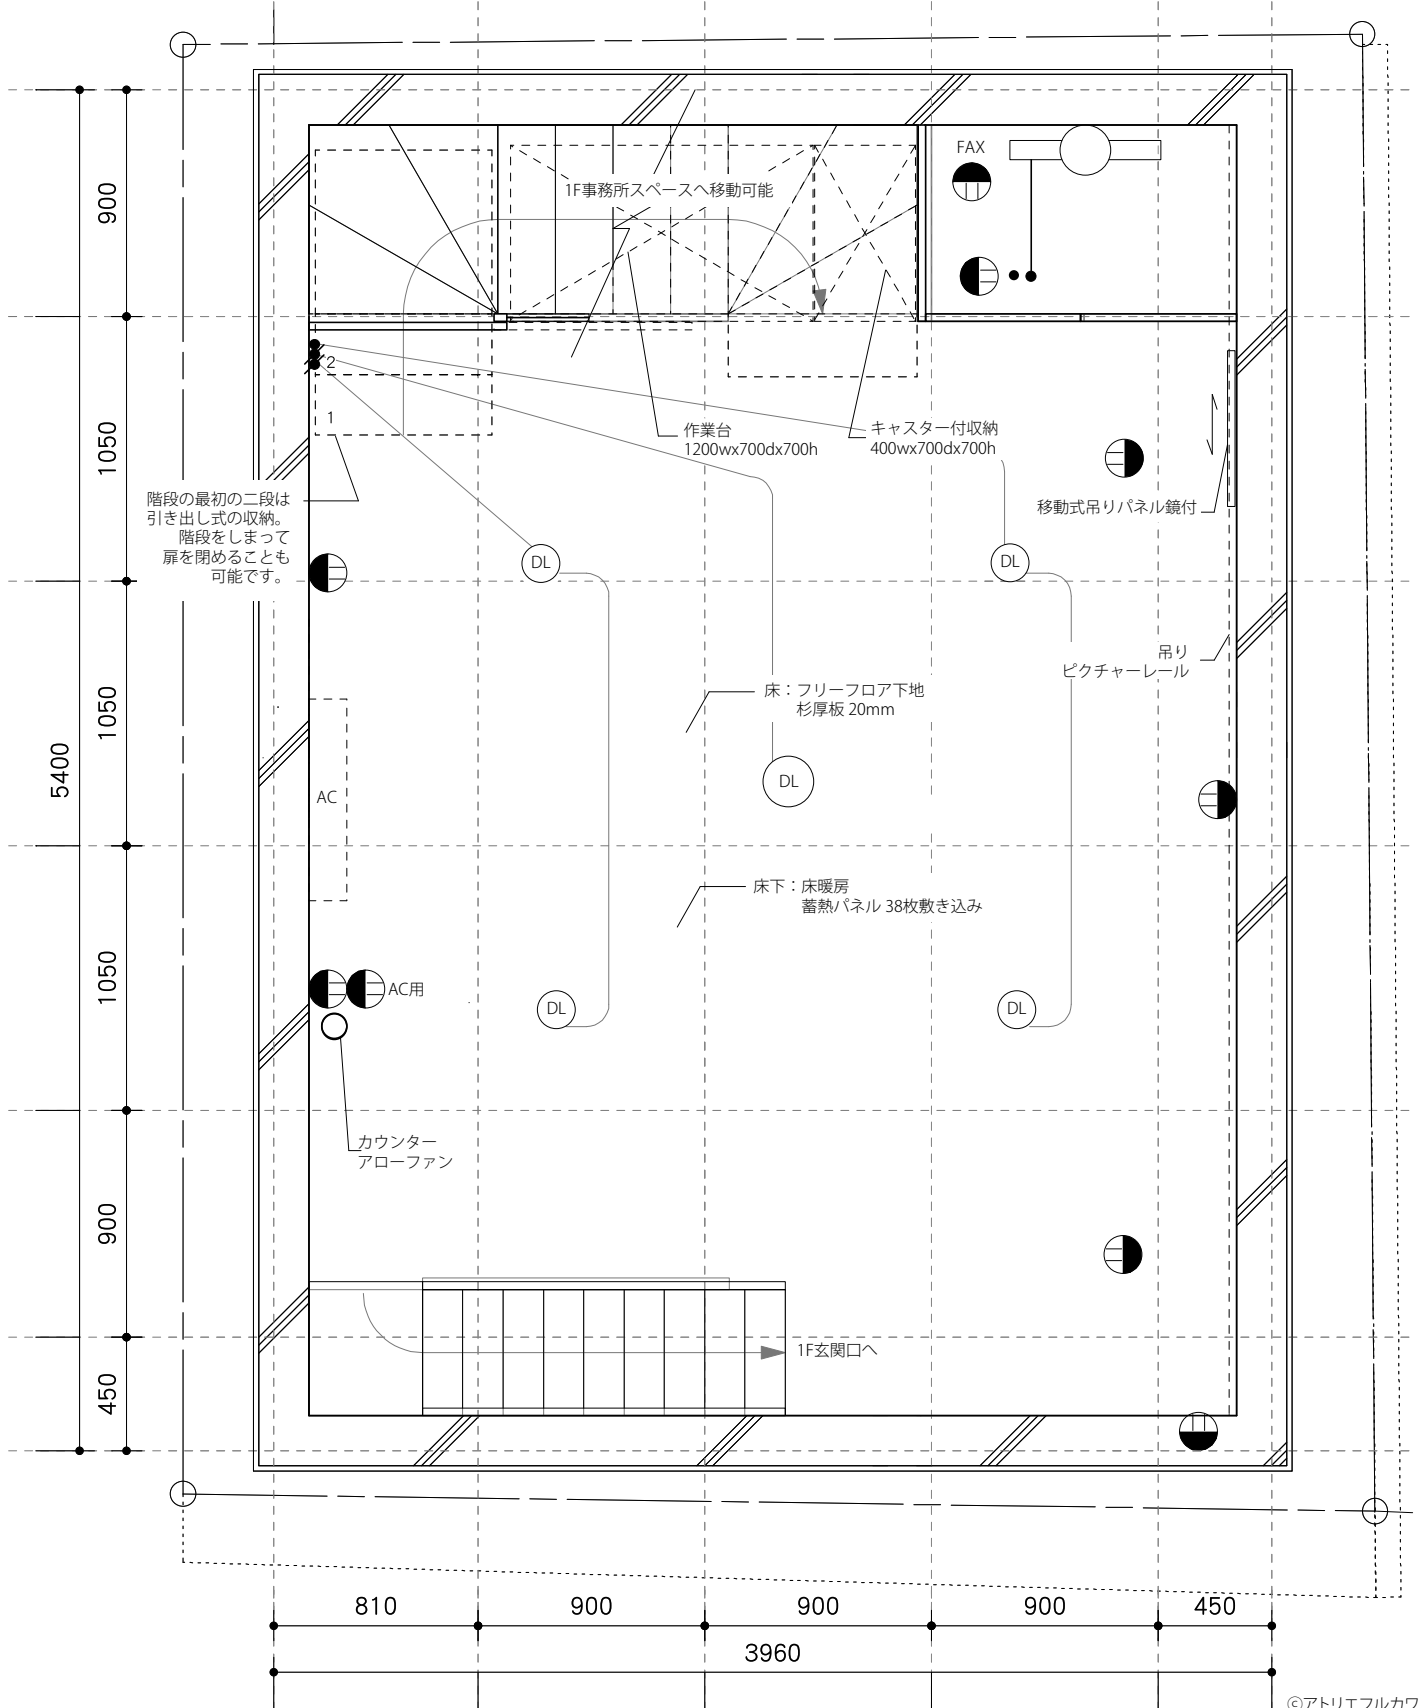 FAX
1F事務所スペースへ移動可能
900
2
1
作業台
1200wx700dx700h
キャスター付収納
400wx700dx700h
1050
階段の最初の二段は
引き出し式の収納。
階段をしまって
扉を閉めることも
可能です。
移動式吊りパネル鏡付
DL
DL
吊り
ピクチャーレール
床：フリーフロア下地
杉厚板 20mm
1050
5400
DL
AC
床下：床暖房
蓄熱パネル 38枚敷き込み
1050
AC用
DL
DL
カウンター
アローファン
900
1F玄関口へ
450
810
900
900
900
450
3960
©アトリエフルカワ